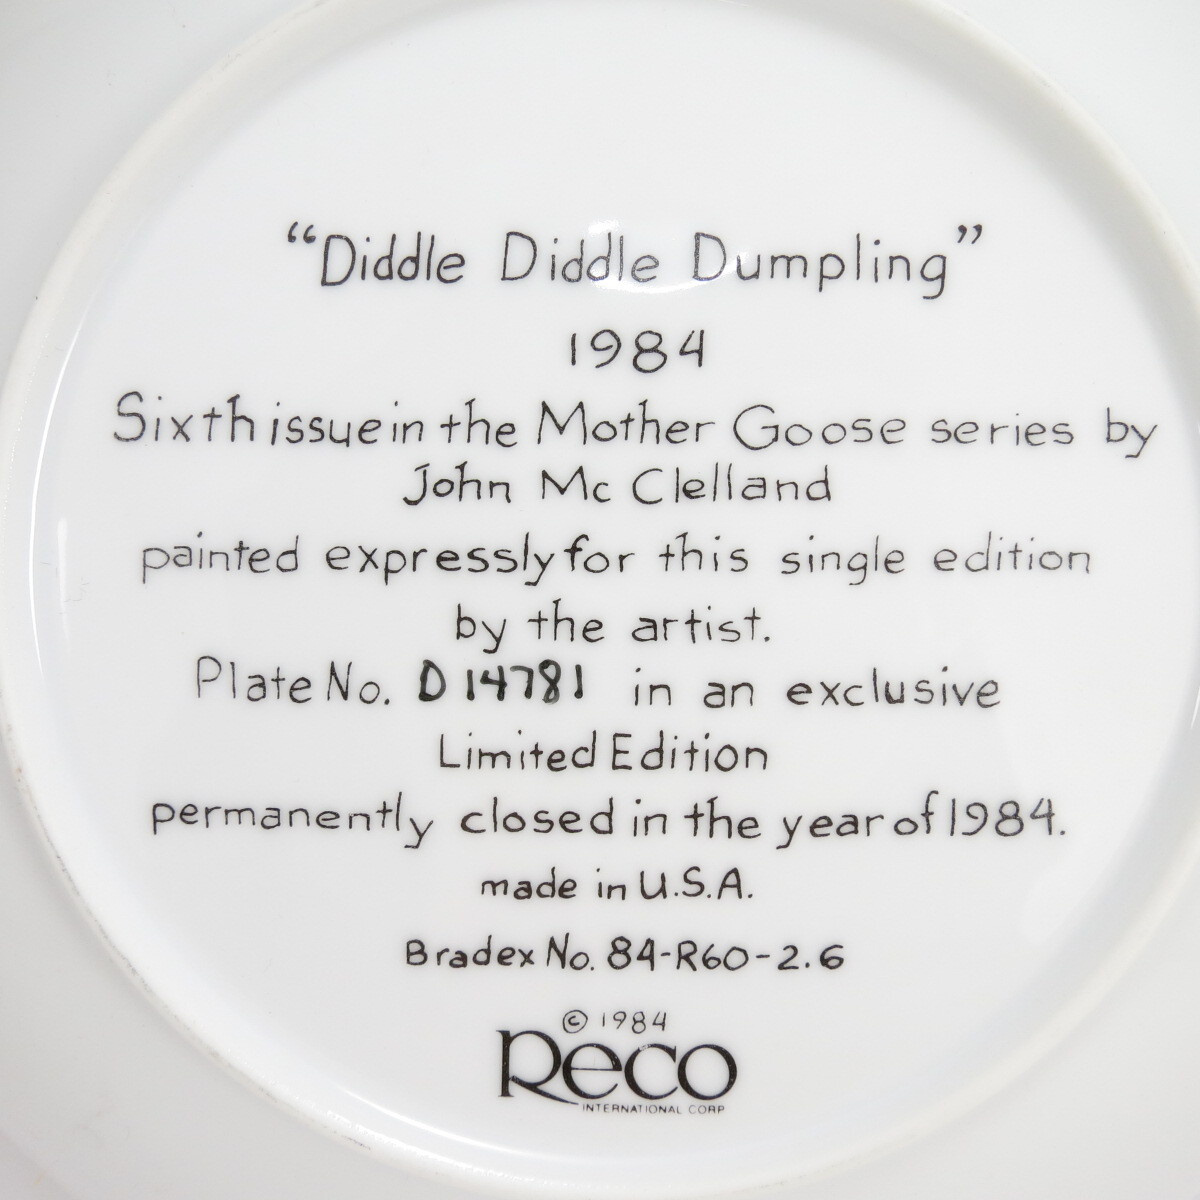 “Diddle Diddle Dumpling”
1984
Sixth issue in the Mother Goose series by
John Mc Clelland
painted expressly for this single edition
by the artist.
Plate No. D 14781 in an exclusive
Limited Edition
permanently closed in the year of 1984.
made in U.S.A.
Bradex No. 84-R60-2.6
© 1984
Reco
INTERNATIONAL CORP